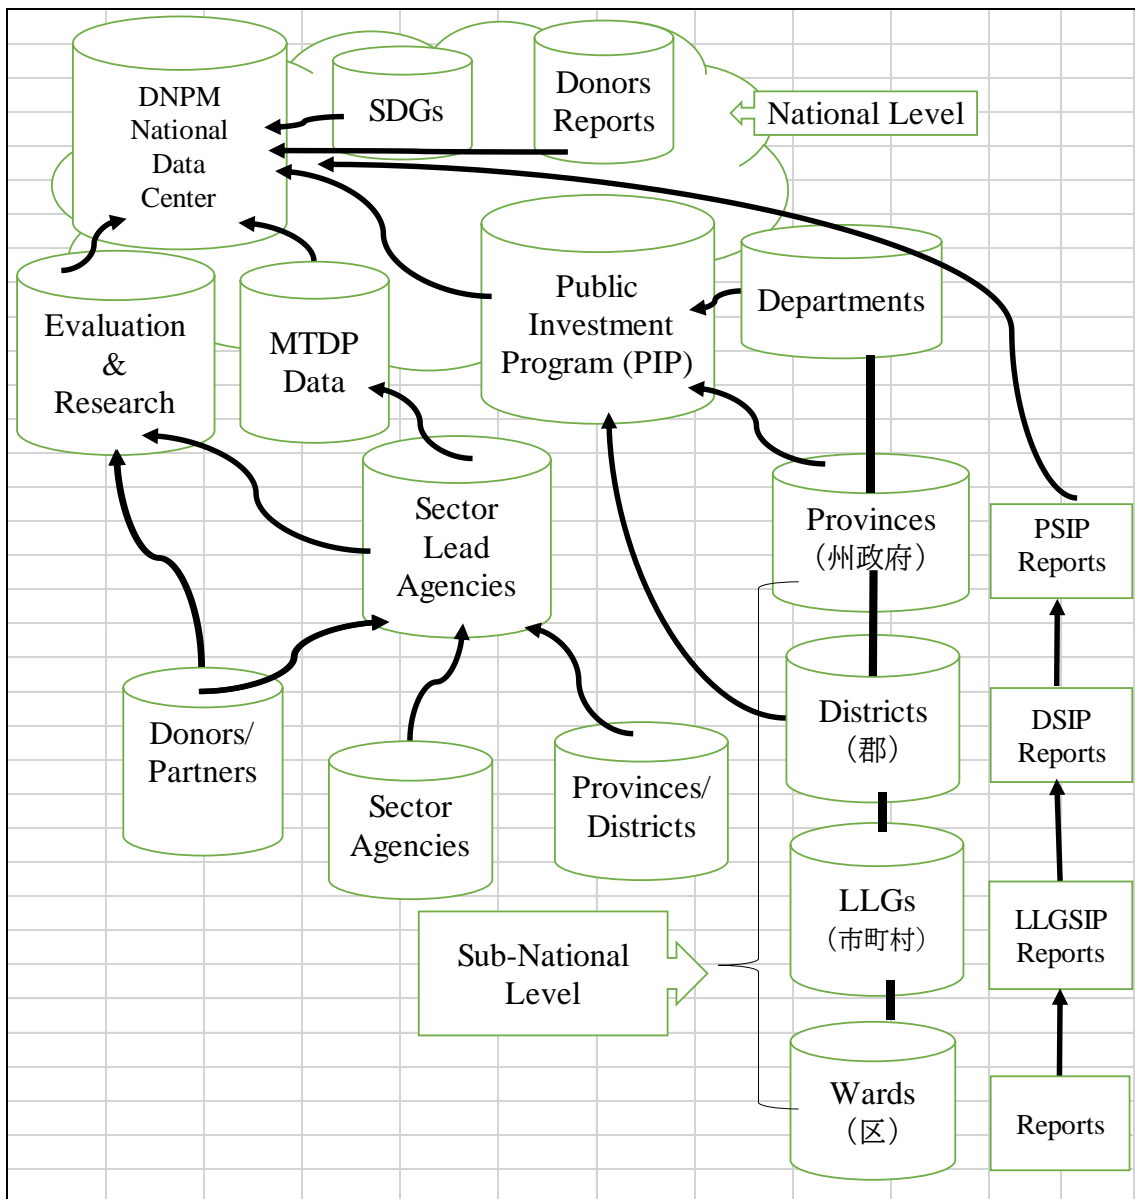 DNPM
National
Data
Center
SDGs
Donors
Reports
National Level
Evaluation
&
Research
MTDP
Data
Public
Investment
Program (PIP)
Departments
Sector
Lead
Agencies
Provinces
（州政府）
PSIP
Reports
Donors/
Partners
Sector
Agencies
Provinces/
Districts
Districts
（郡）
DSIP
Reports
Sub-National
Level
LLGs
（市町村）
LLGSIP
Reports
Wards
（区）
Reports